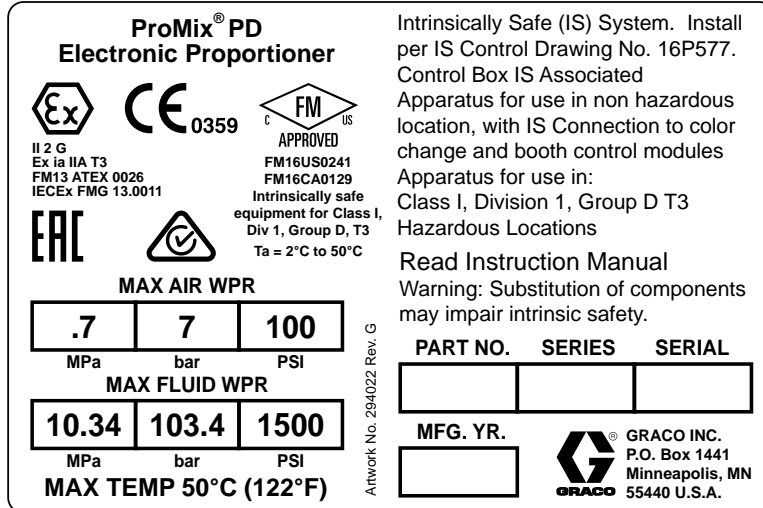 ProMix® PD
Electronic Proportioner
Ex
CE 0359
FM
C US
APPROVED
II 2 G
Ex ia IIA T3
FM13 ATEX 0026
IECEx FMG 13.0011
FM16US0241
FM16CA0129
Intrinsically safe
equipment for Class I,
Div 1, Group D, T3
Ta = 2°C to 50°C
EAC
MAX AIR WPR
.7 7 100
MPa bar PSI
MAX FLUID WPR
10.34 103.4 1500
MPa bar PSI
MAX TEMP 50°C (122°F)
Artwork No. 294022 Rev. G
Intrinsically Safe (IS) System. Install
per IS Control Drawing No. 16P577.
Control Box IS Associated
Apparatus for use in non hazardous
location, with IS Connection to color
change and booth control modules
Apparatus for use in:
Class I, Division 1, Group D T3
Hazardous Locations
Read Instruction Manual
Warning: Substitution of components
may impair intrinsic safety.
PART NO. SERIES SERIAL
MFG. YR.
G ®
GRACO
GRACO INC.
P.O. Box 1441
Minneapolis, MN
55440 U.S.A.